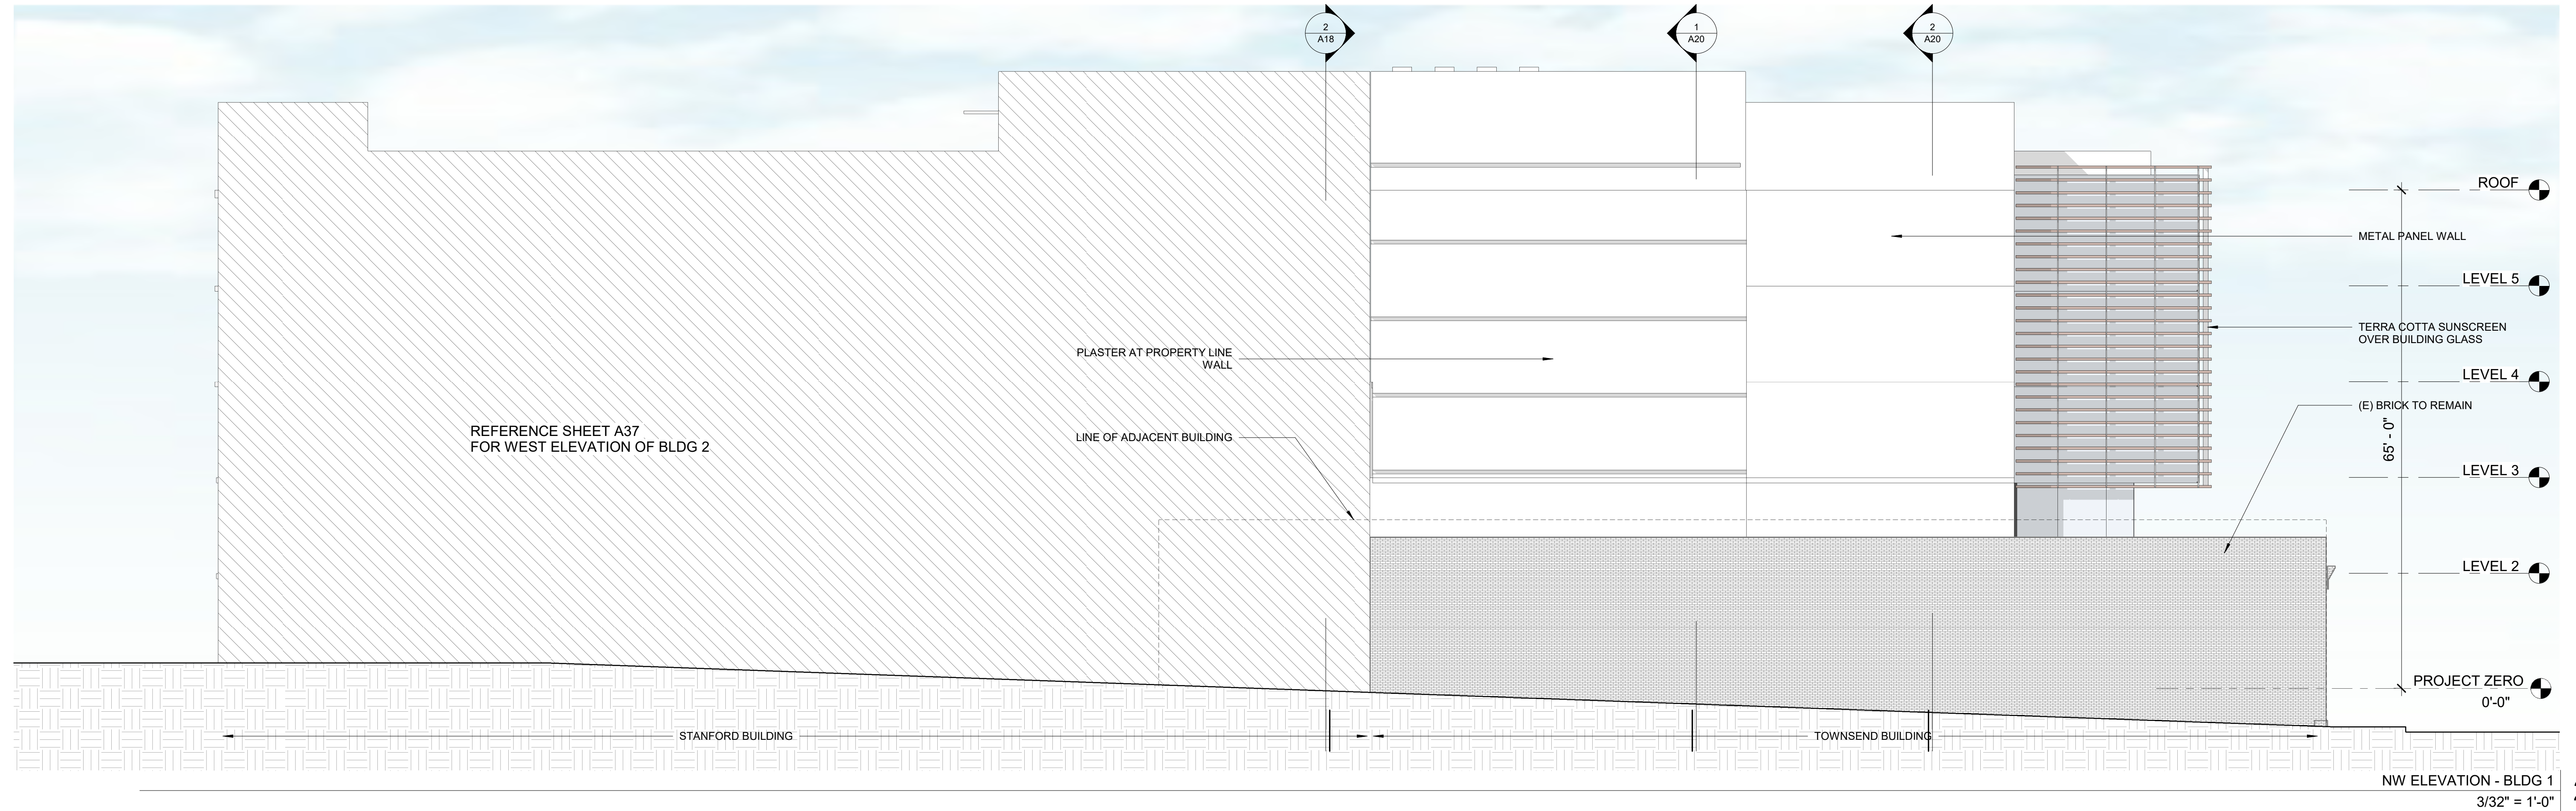 2
A18
1
A20
2
A20
ROOF
METAL PANEL WALL
LEVEL 5
TERRA COTTA SUNSCREEN
OVER BUILDING GLASS
PLASTER AT PROPERTY LINE
WALL
LEVEL 4
(E) BRICK TO REMAIN
65' - 0"
REFERENCE SHEET A37
FOR WEST ELEVATION OF BLDG 2
LINE OF ADJACENT BUILDING
LEVEL 3
LEVEL 2
PROJECT ZERO
0'-0"
STANFORD BUILDING
TOWNSEND BUILDING
NW ELEVATION - BLDG 1
3/32" = 1'-0"